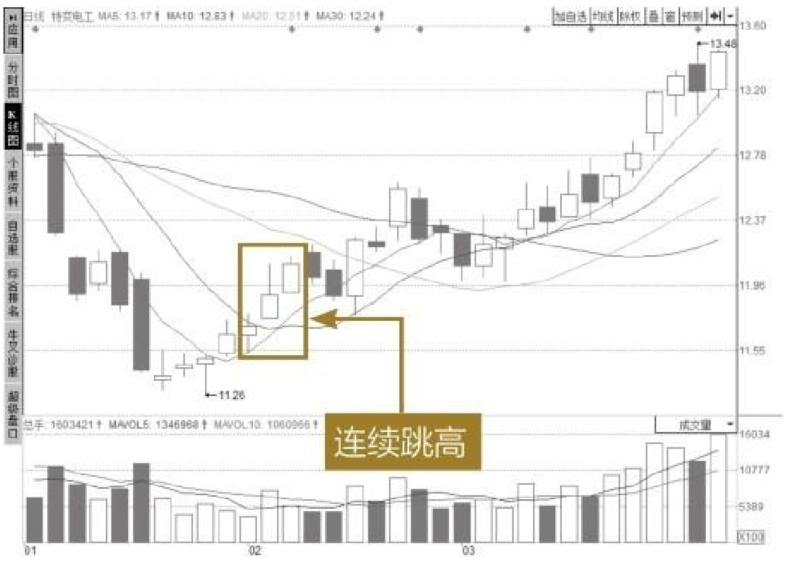 日线 特变电工 MA5: 13.17↑ MA10: 12.83↑ MA20: 12.51↑ MA30: 12.24↑
加自选 均线 除权 叠 窗 预测
应用
分时图
K线图
个股资料
自选股
综合排名
牛叉诊股
超级盘口
13.60
13.48
13.20
12.78
12.37
11.96
11.55
11.26
连续跳高
总手: 1603421↑ MAVOL5: 1346968↑ MAVOL10: 1060966↑
成交量
16034
10777
5389
X100
01 02 03